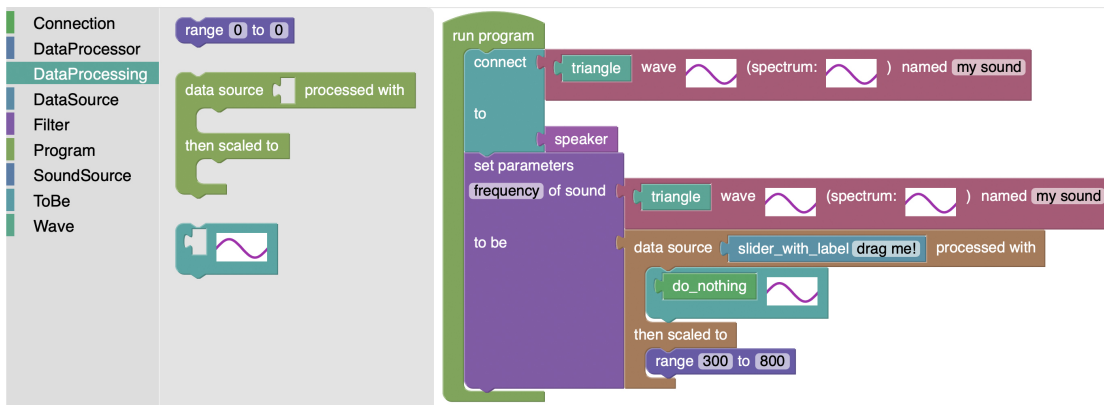 Connection
DataProcessor
DataProcessing
DataSource
Filter
Program
SoundSource
ToBe
Wave
range 0 to 0
data source processed with
then scaled to
run program
connect triangle wave (spectrum: ) named my sound
to
speaker
set parameters
frequency of sound triangle wave (spectrum: ) named my sound
to be data source slider_with_label drag me! processed with
do_nothing
then scaled to
range 300 to 800